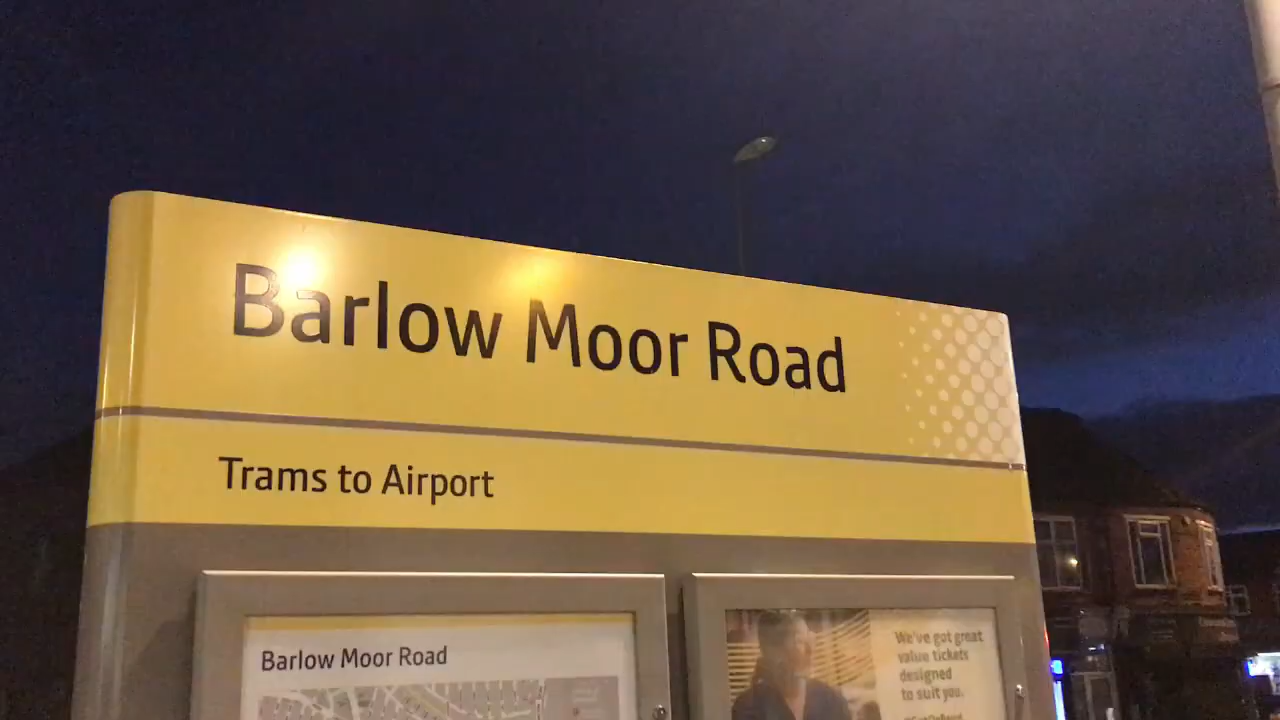 Barlow Moor Road
Trams to Airport
Barlow Moor Road
We've got great
value tickets
designed
to suit you.